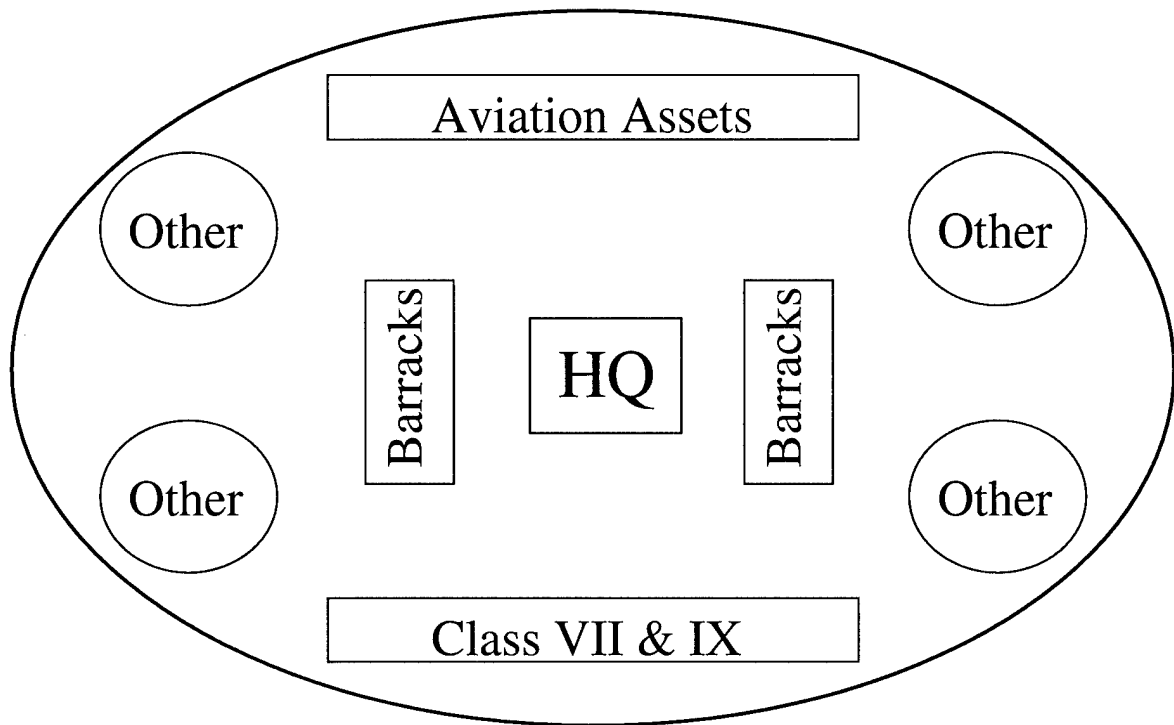 Aviation Assets
Other
Other
Barracks
HQ
Barracks
Other
Other
Class VII & IX